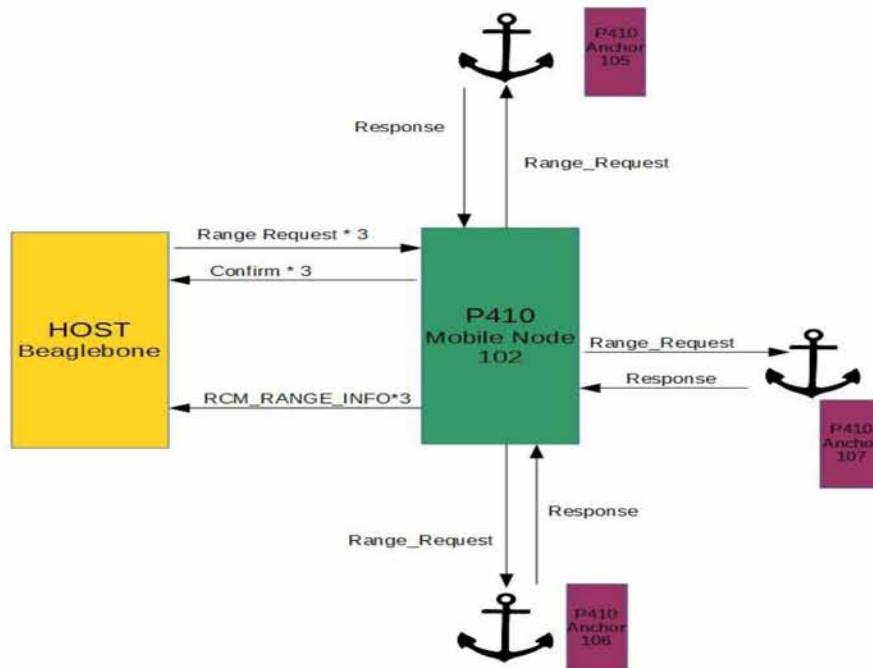 P410
Anchor
105
Response
Range_Request
Range Request * 3
Confirm * 3
HOST
Beaglebone
P410
Mobile Node
102
Range_Request
Response
RCM_RANGE_INFO*3
P410
Anchor
107
Response
Range_Request
P410
Anchor
106